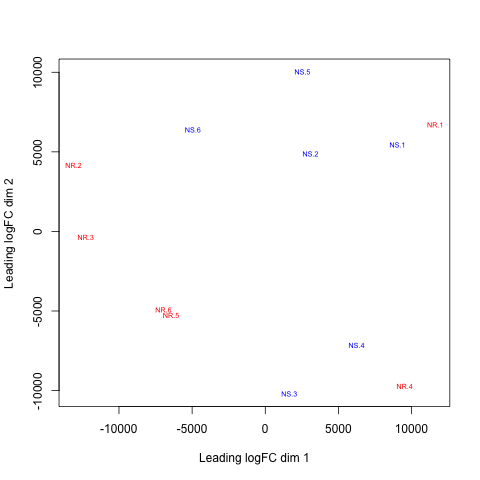 NS.5
NR.1
NS.6
NS.1
NS.2
NR.2
NR.3
NR.6
NR.5
NS.4
NR.4
NS.3
10000
5000
0
-5000
-10000
Leading logFC dim 2
-10000 -5000 0 5000 10000
Leading logFC dim 1